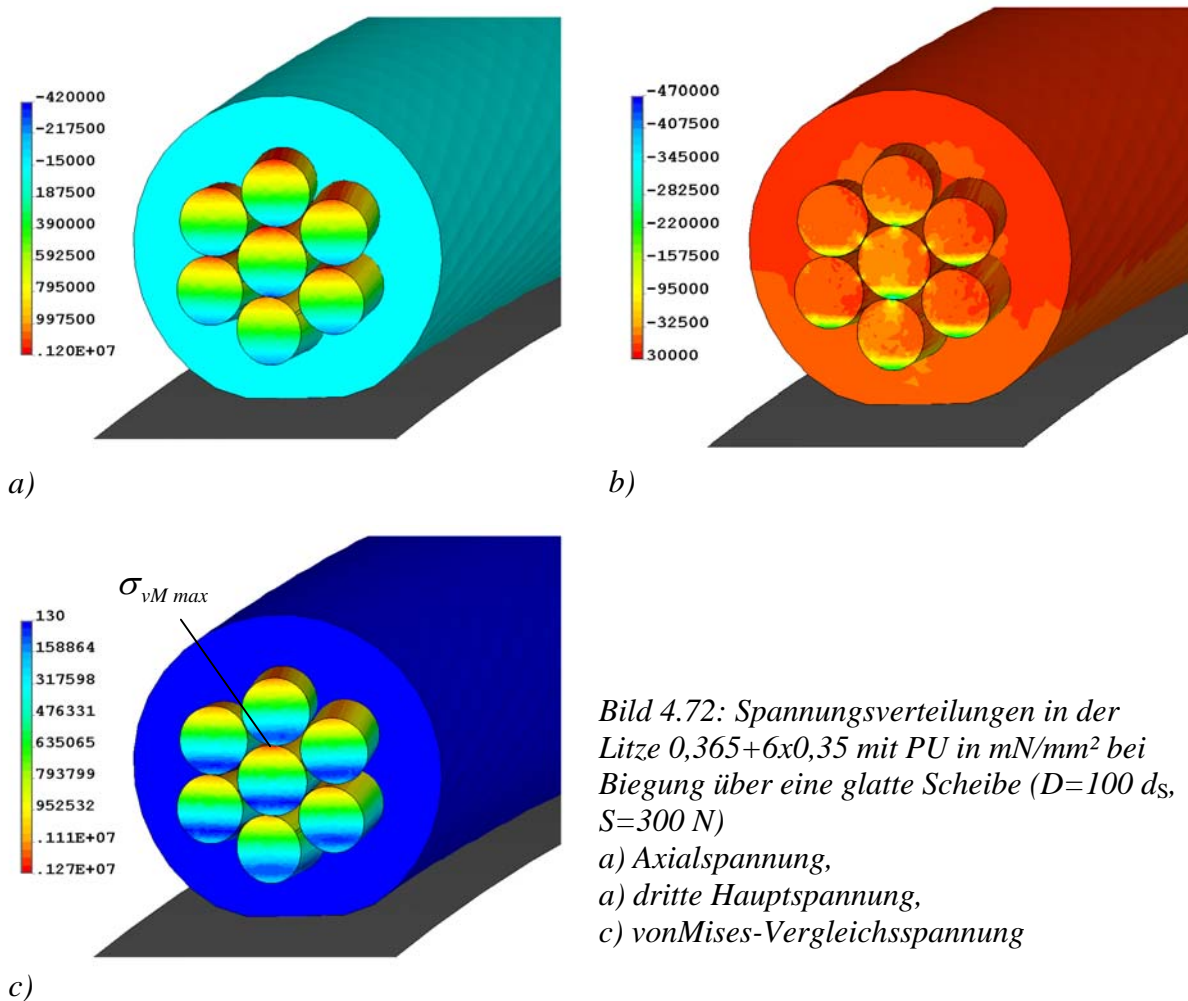 -420000
-217500
-15000
187500
390000
592500
795000
997500
.120E+07
a)
-470000
-407500
-345000
-282500
-220000
-157500
-95000
-32500
30000
b)
σvM max
130
158864
317598
476331
635065
793799
952532
.111E+07
.127E+07
c)
Bild 4.72: Spannungsverteilungen in der
Litze 0,365+6x0,35 mit PU in mN/mm² bei
Biegung über eine glatte Scheibe (D=100 dS,
S=300 N)
a) Axialspannung,
a) dritte Hauptspannung,
c) vonMises-Vergleichsspannung